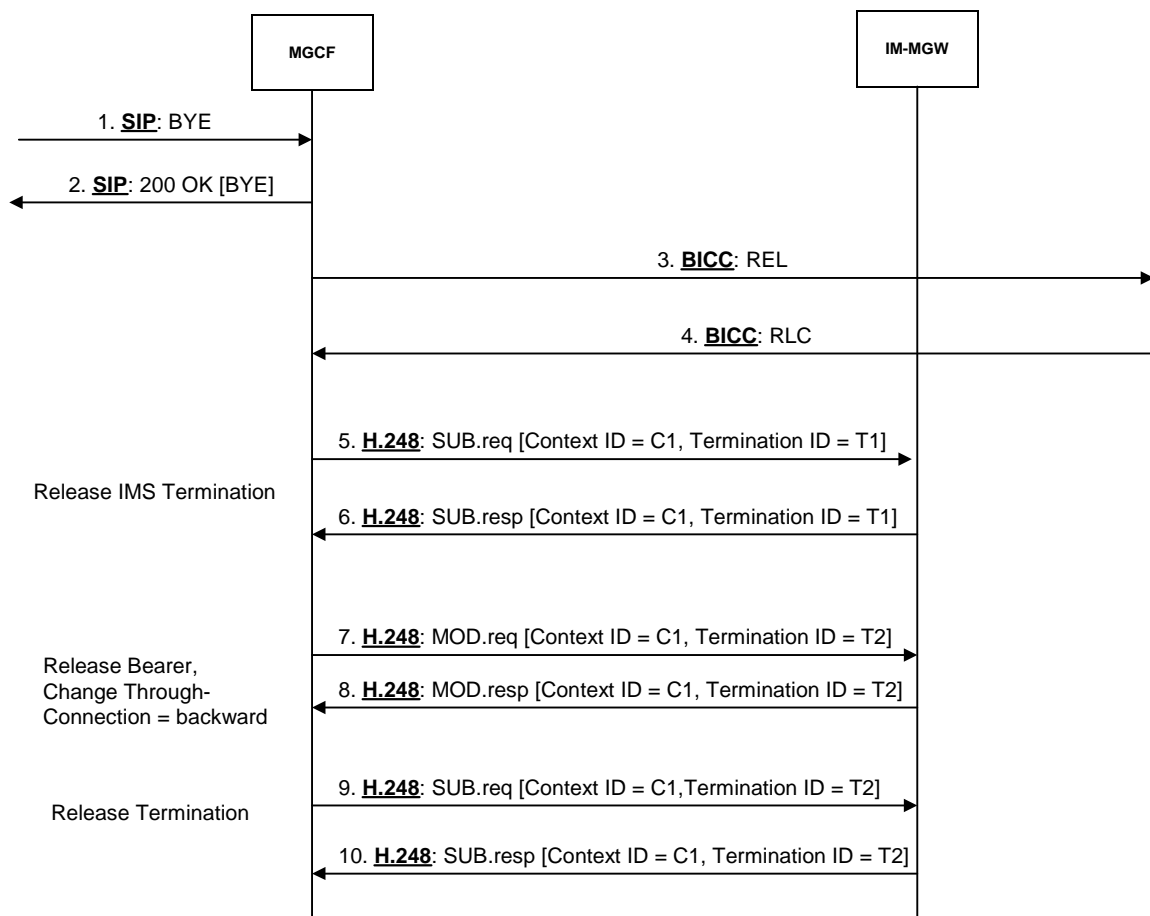 MGCF
IM-MGW
1. SIP: BYE
2. SIP: 200 OK [BYE]
3. BICC: REL
4. BICC: RLC
5. H.248: SUB.req [Context ID = C1, Termination ID = T1]
Release IMS Termination
6. H.248: SUB.resp [Context ID = C1, Termination ID = T1]
7. H.248: MOD.req [Context ID = C1, Termination ID = T2]
Release Bearer,
Change Through-
Connection = backward
8. H.248: MOD.resp [Context ID = C1, Termination ID = T2]
9. H.248: SUB.req [Context ID = C1,Termination ID = T2]
Release Termination
10. H.248: SUB.resp [Context ID = C1, Termination ID = T2]